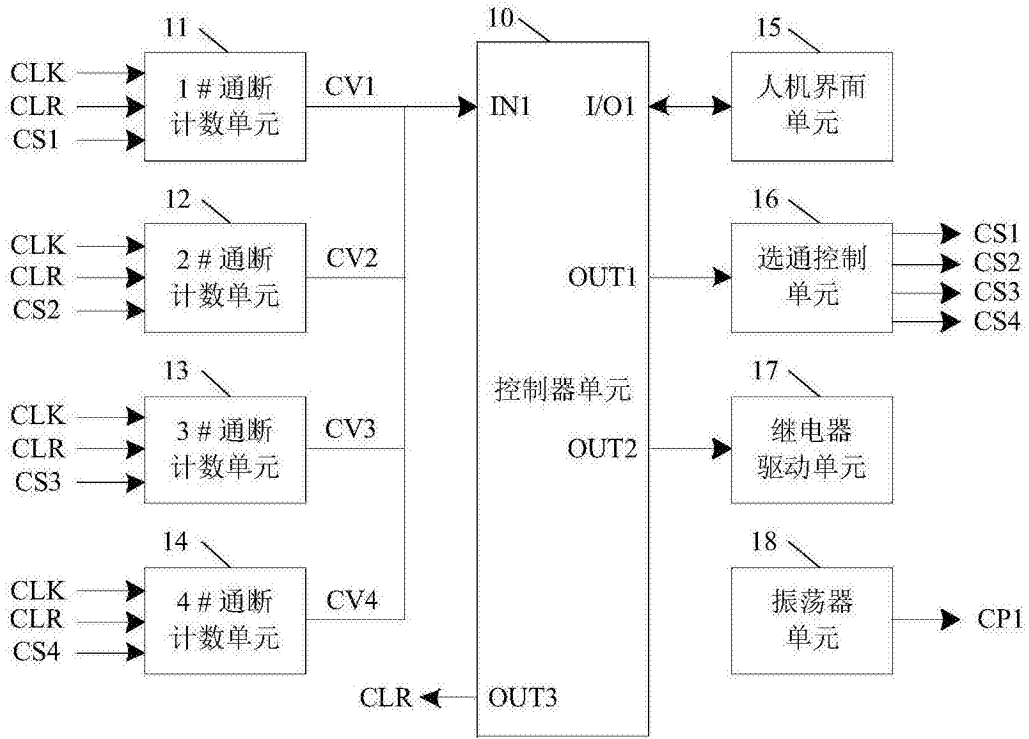 11
CLK
CLR
CS1
1#通断
计数单元
CV1
12
CLK
CLR
CS2
2#通断
计数单元
CV2
13
CLK
CLR
CS3
3#通断
计数单元
CV3
14
CLK
CLR
CS4
4#通断
计数单元
CV4
10
IN1
I/O1
OUT1
控制器单元
OUT2
CLR
OUT3
15
人机界面
单元
16
选通控制
单元
CS1
CS2
CS3
CS4
17
继电器
驱动单元
18
振荡器
单元
CP1